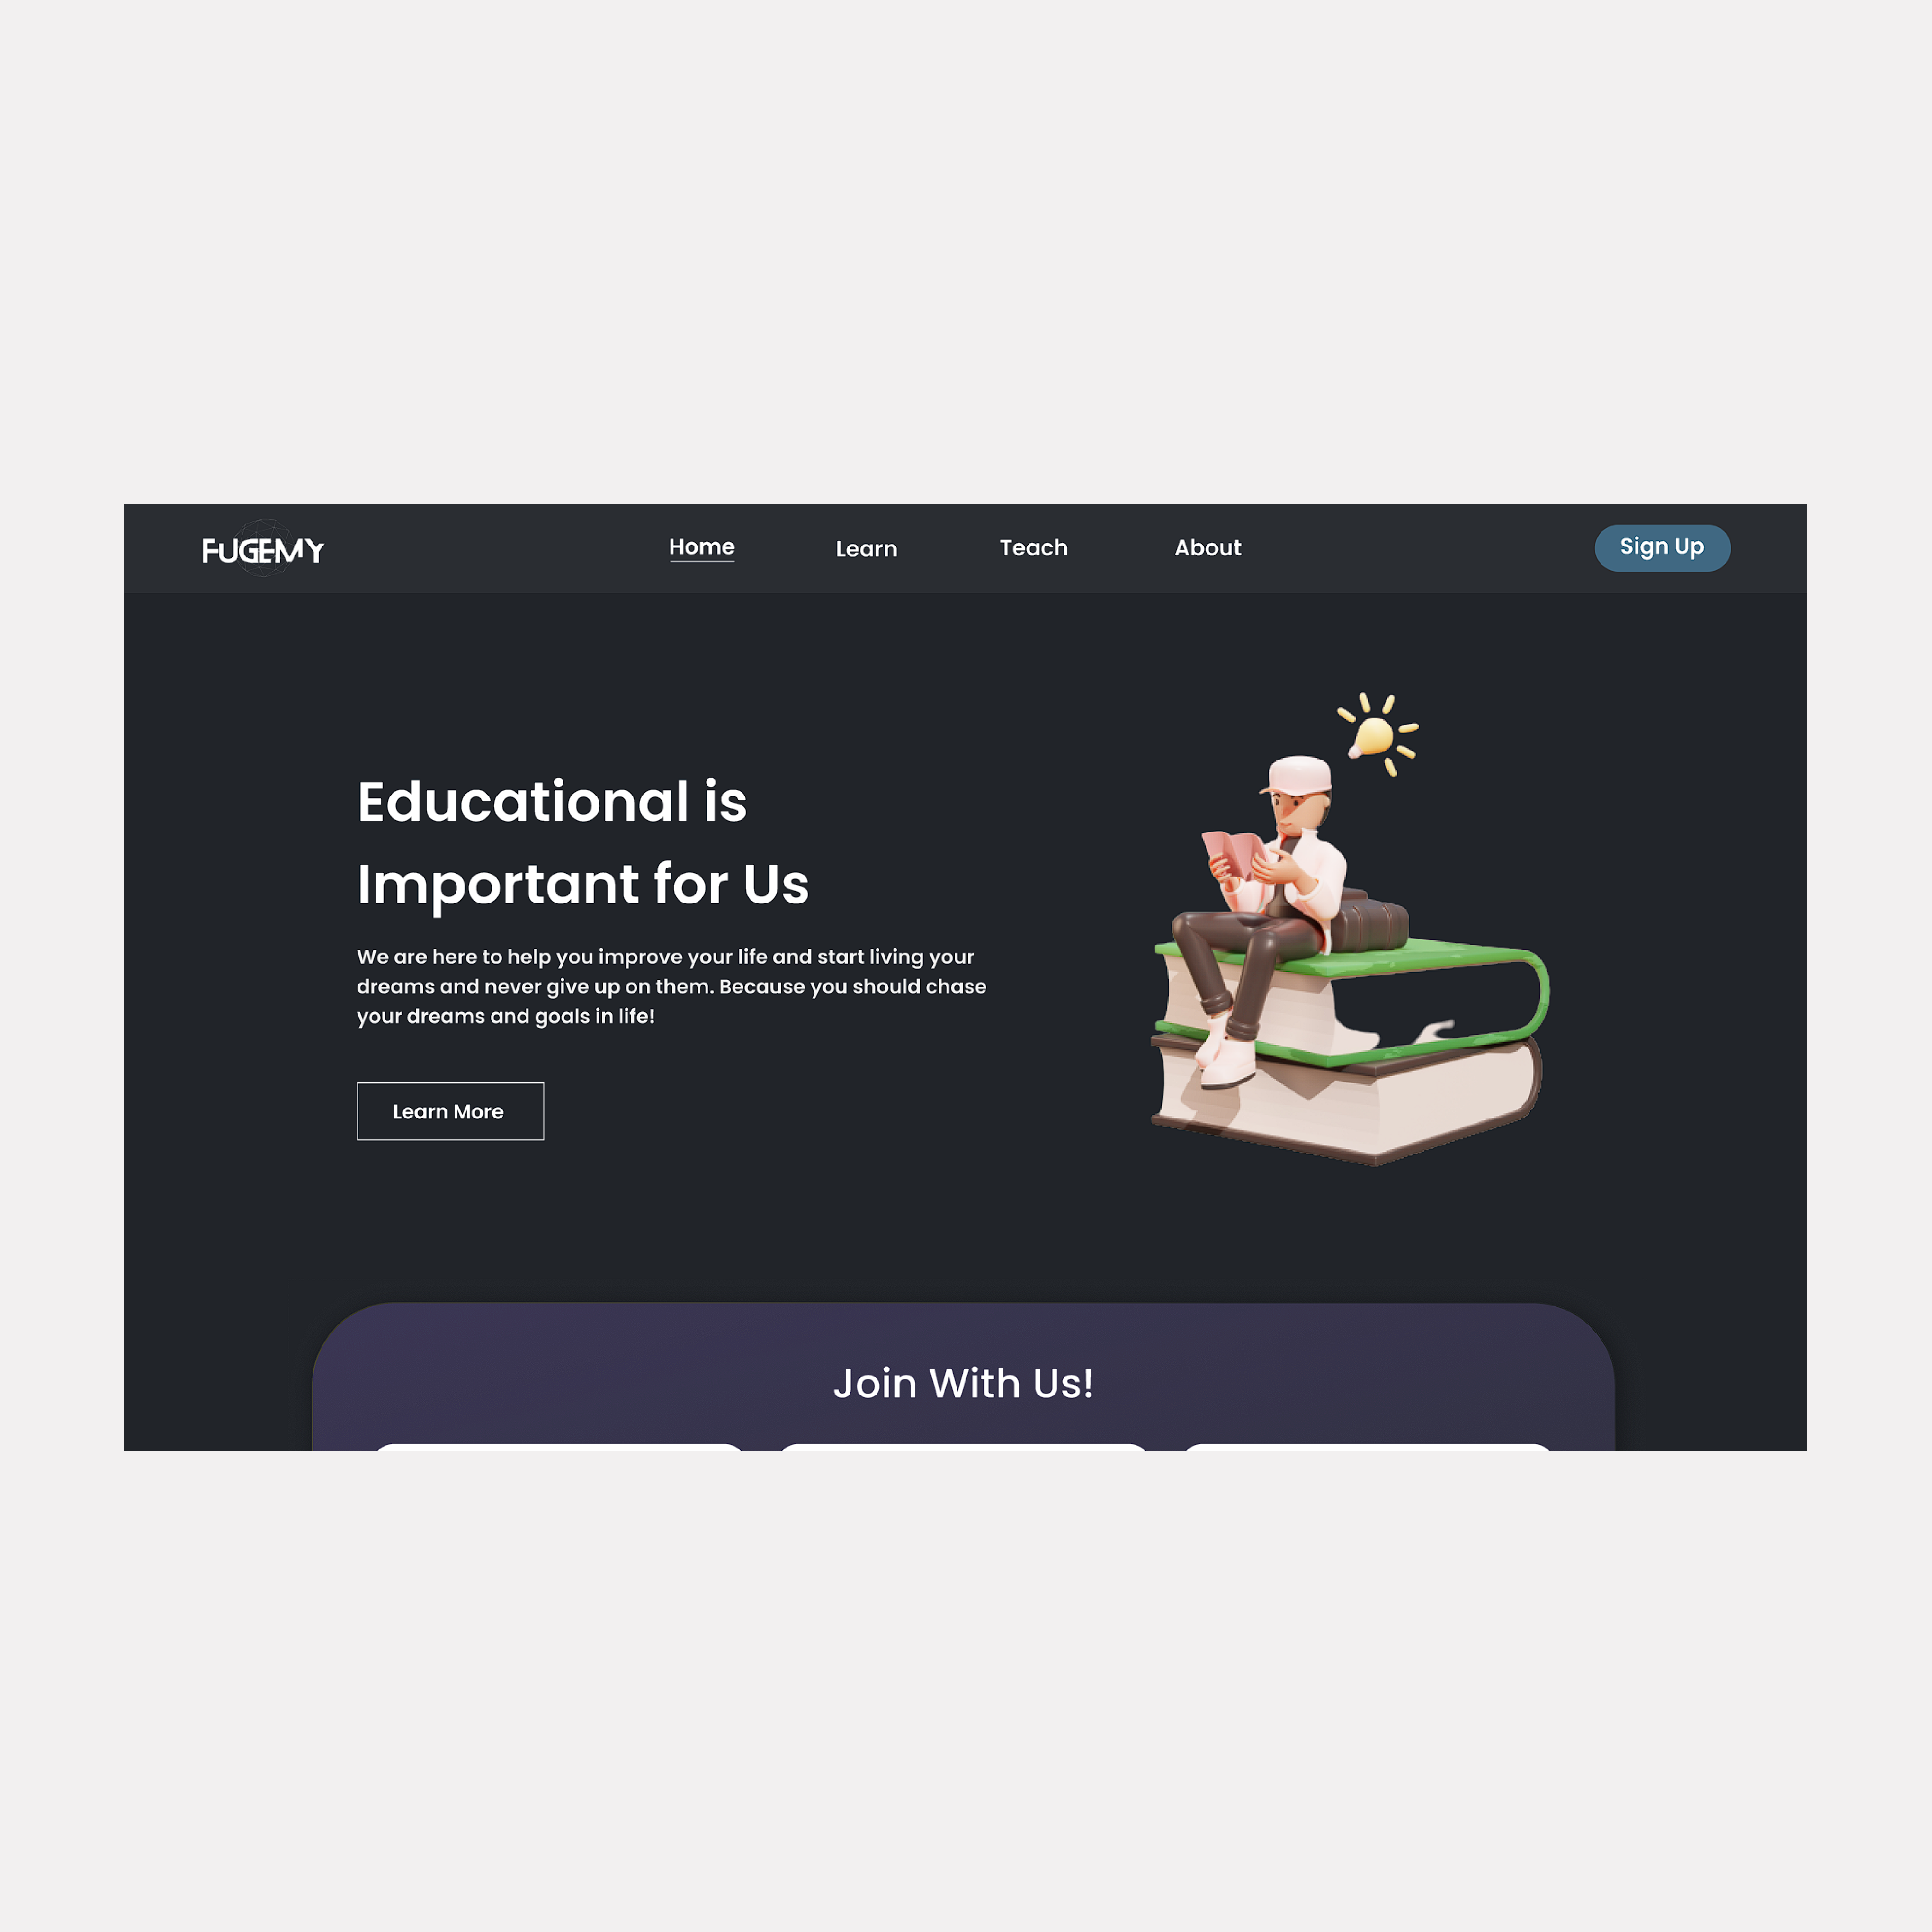 FUGEMY
Home
Learn
Teach
About
Sign Up
Educational is
Important for Us
We are here to help you improve your life and start living your
dreams and never give up on them. Because you should chase
your dreams and goals in life!
Learn More
Join With Us!